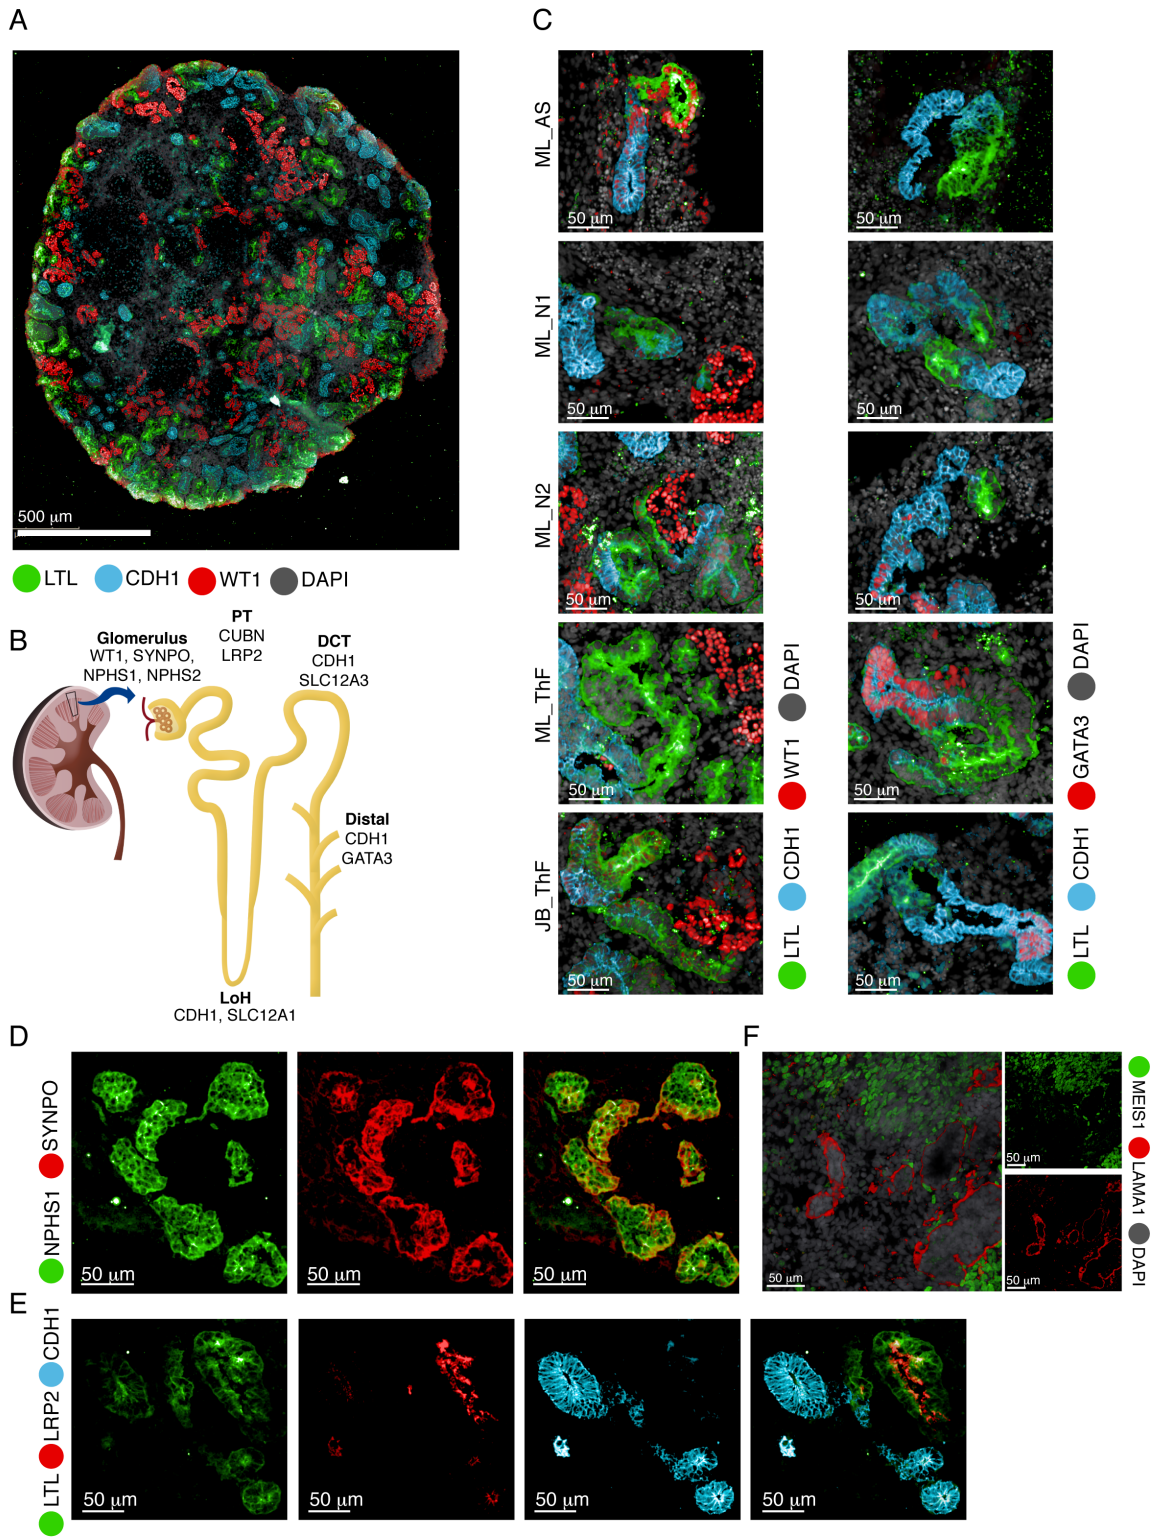 A
500 µm
LTL CDH1 WT1 DAPI
B
Glomerulus
WT1, SYNPO,
NPHS1, NPHS2
PT
CUBN
LRP2
DCT
CDH1
SLC12A3
Distal
CDH1
GATA3
LoH
CDH1, SLC12A1
C
ML_AS
50 µm
50 µm
ML_N1
50 µm
50 µm
ML_N2
50 µm
50 µm
ML_ThF
50 µm
50 µm
JB_ThF
50 µm
50 µm
LTL CDH1 WT1 DAPI
LTL CDH1 GATA3 DAPI
D
NPHS1 SYNPO
50 µm
50 µm
50 µm
E
LTL LRP2 CDH1
50 µm
50 µm
50 µm
50 µm
F
50 µm
50 µm
50 µm
MEIS1 LAMA1 DAPI